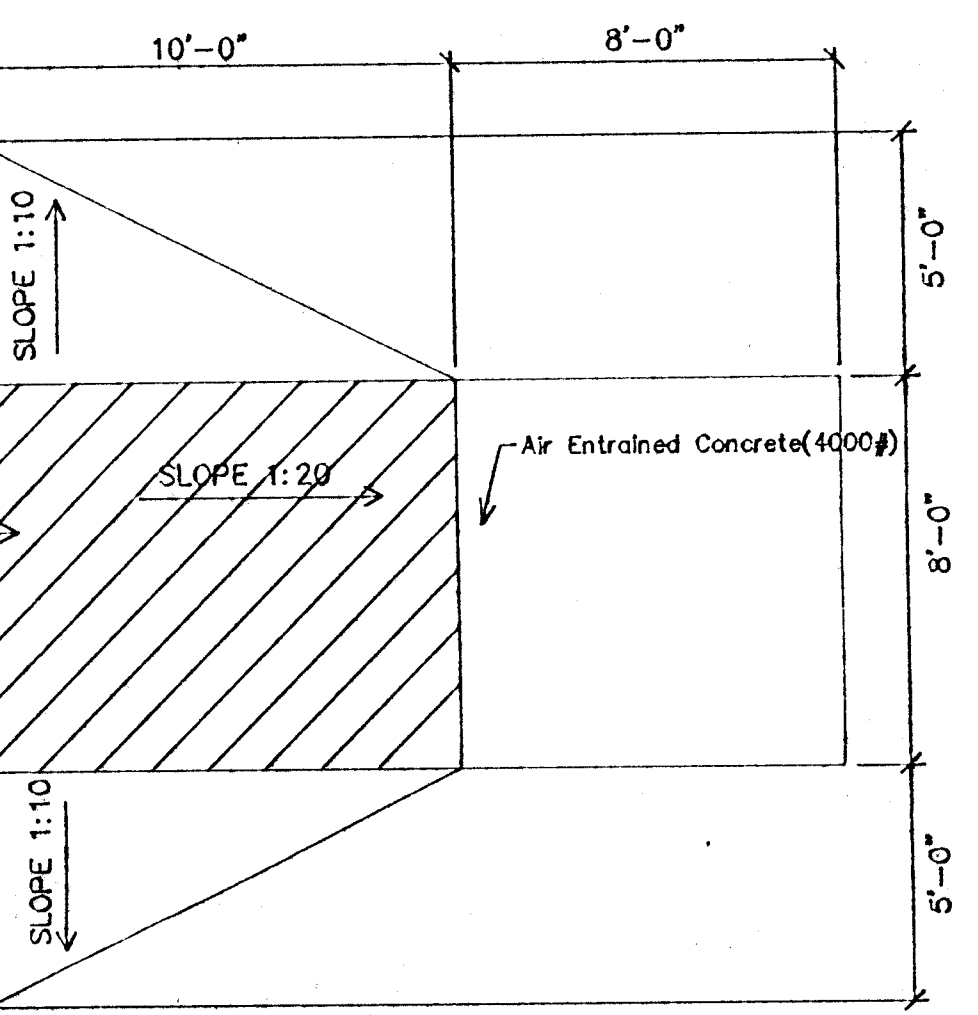 10'-0"
8'-0"
SLOPE 1:10
5'-0"
SLOPE 1:20
Air Entrained Concrete(4000#)
8'-0"
SLOPE 1:10
5'-0"